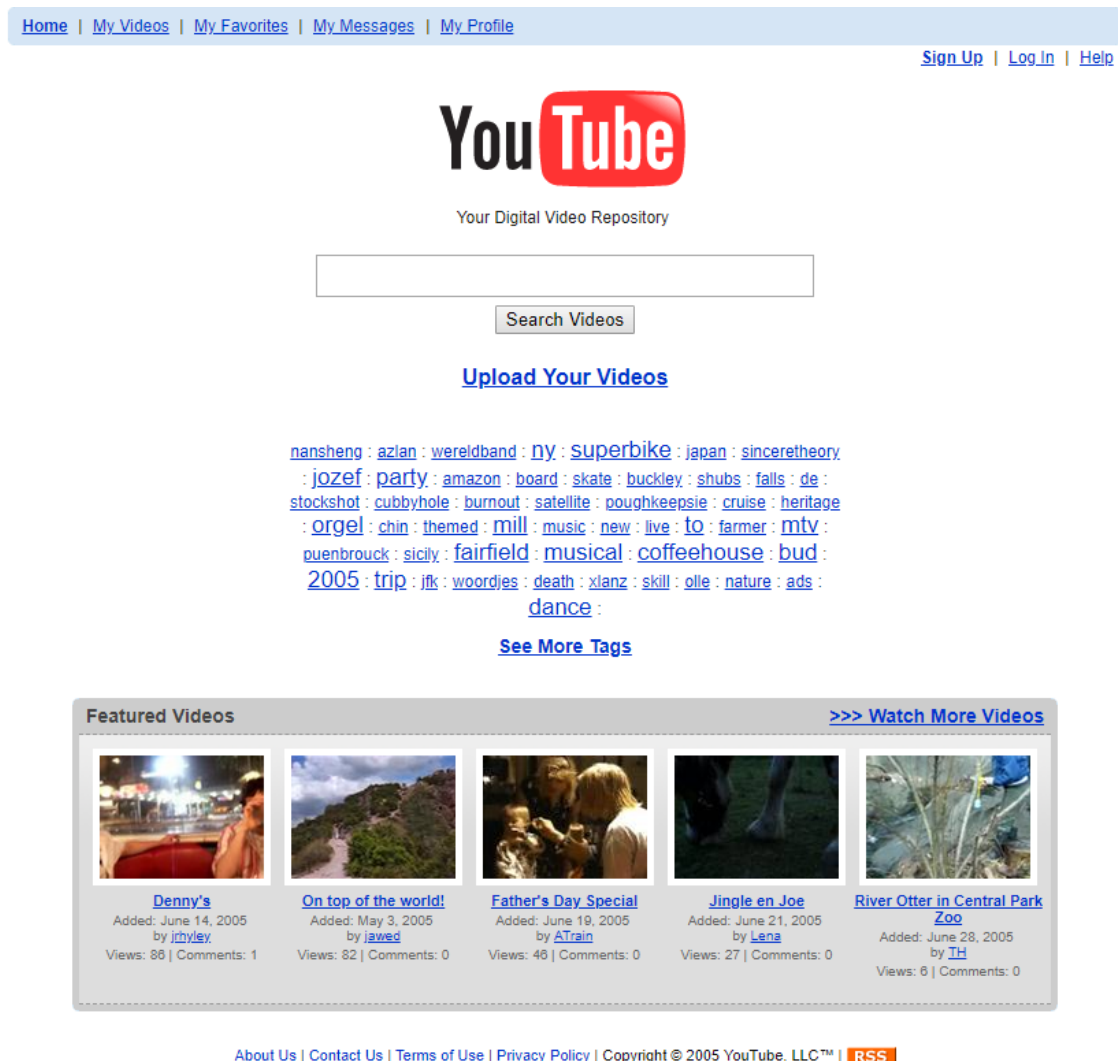 Home | My Videos | My Favorites | My Messages | My Profile
Sign Up | Log In | Help
YouTube
Your Digital Video Repository
Search Videos
Upload Your Videos
nansheng : azlan : wereldband : ny : superbike : japan : sinceretheory
: jozef : party : amazon : board : skate : buckley : shubs : falls : de :
stockshot : cubbyhole : burnout : satellite : poughkeepsie : cruise : heritage
: orgel : chin : themed : mill : music : new : live : to : farmer : mtv :
puenbrouck : sicily : fairfield : musical : coffeehouse : bud :
2005 : trip : jfk : woordjes : death : xlanz : skill : olle : nature : ads :
dance :
See More Tags
Featured Videos >>> Watch More Videos
Denny's
Added: June 14, 2005
by jrhyley
Views: 86 | Comments: 1
On top of the world!
Added: May 3, 2005
by jawed
Views: 82 | Comments: 0
Father's Day Special
Added: June 19, 2005
by ATrain
Views: 46 | Comments: 0
Jingle en Joe
Added: June 21, 2005
by Lena
Views: 27 | Comments: 0
River Otter in Central Park
Zoo
Added: June 28, 2005
by TH
Views: 6 | Comments: 0
About Us | Contact Us | Terms of Use | Privacy Policy | Copyright © 2005 YouTube, LLC™ | RSS